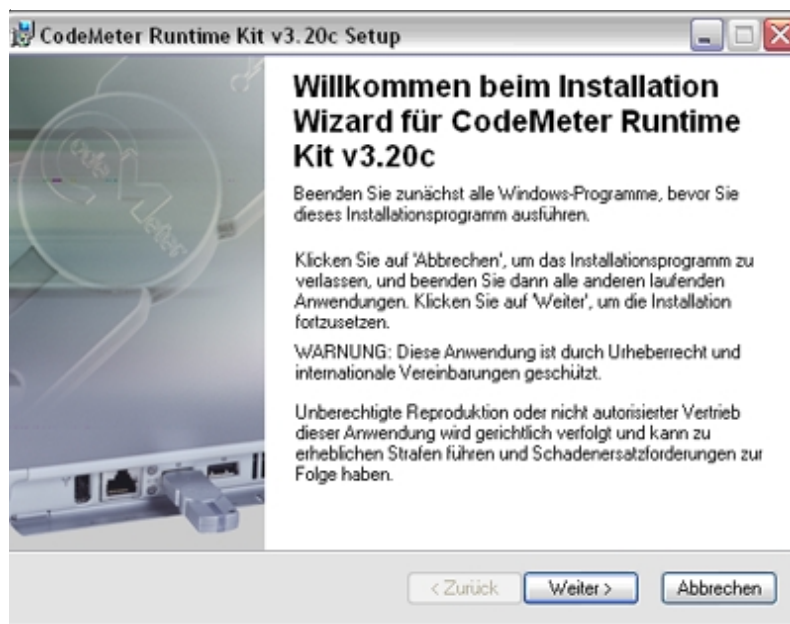 CodeMeter Runtime Kit v3.20c Setup
Willkommen beim Installation
Wizard für CodeMeter Runtime
Kit v3.20c
Beenden Sie zunächst alle Windows-Programme, bevor Sie
dieses Installationsprogramm ausführen.
Klicken Sie auf 'Abbrechen', um das Installationsprogramm zu
verlassen, und beenden Sie dann alle anderen laufenden
Anwendungen. Klicken Sie auf 'Weiter', um die Installation
fortzusetzen.
WARNUNG: Diese Anwendung ist durch Urheberrecht und
internationale Vereinbarungen geschützt.
Unberechtigte Reproduktion oder nicht autorisierter Vertrieb
dieser Anwendung wird gerichtlich verfolgt und kann zu
erheblichen Strafen führen und Schadenersatzforderungen zur
Folge haben.
Code Meter
< Zurück
Weiter >
Abbrechen